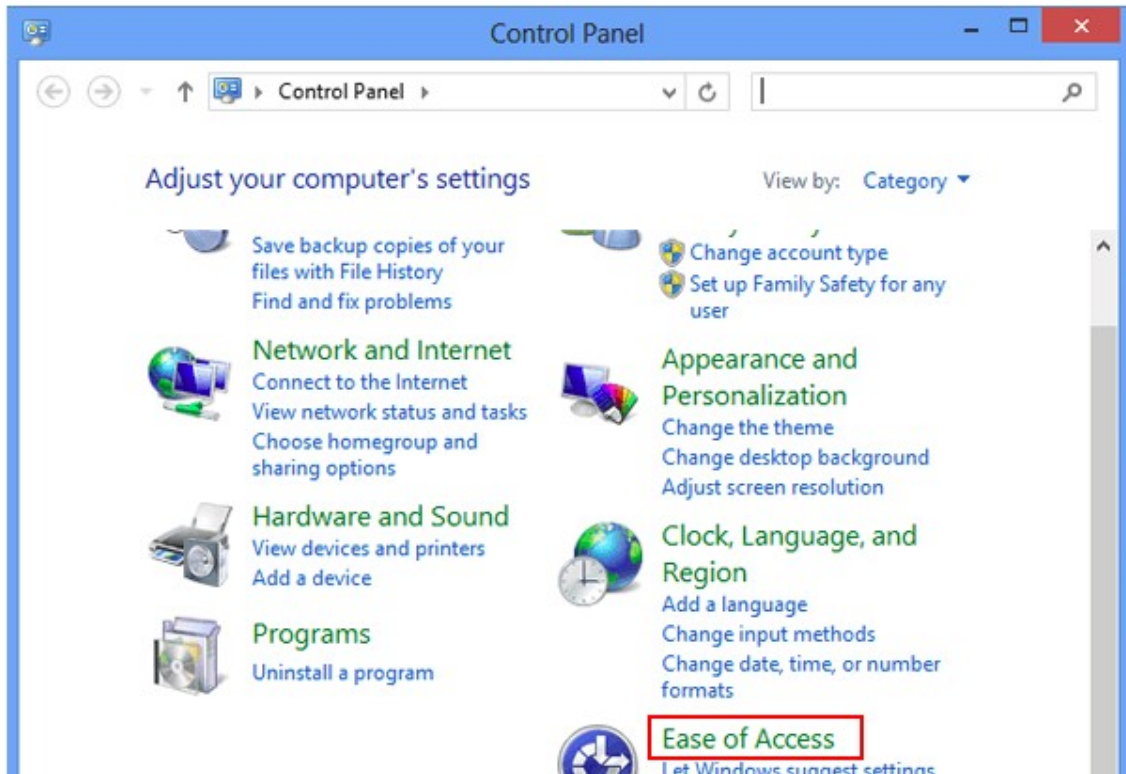 Control Panel
Control Panel
Adjust your computer's settings
View by: Category
Save backup copies of your
files with File History
Find and fix problems
Network and Internet
Connect to the Internet
View network status and tasks
Choose homegroup and
sharing options
Hardware and Sound
View devices and printers
Add a device
Programs
Uninstall a program
Change account type
Set up Family Safety for any
user
Appearance and
Personalization
Change the theme
Change desktop background
Adjust screen resolution
Clock, Language, and
Region
Add a language
Change input methods
Change date, time, or number
formats
Ease of Access
Let Windows suggest settings